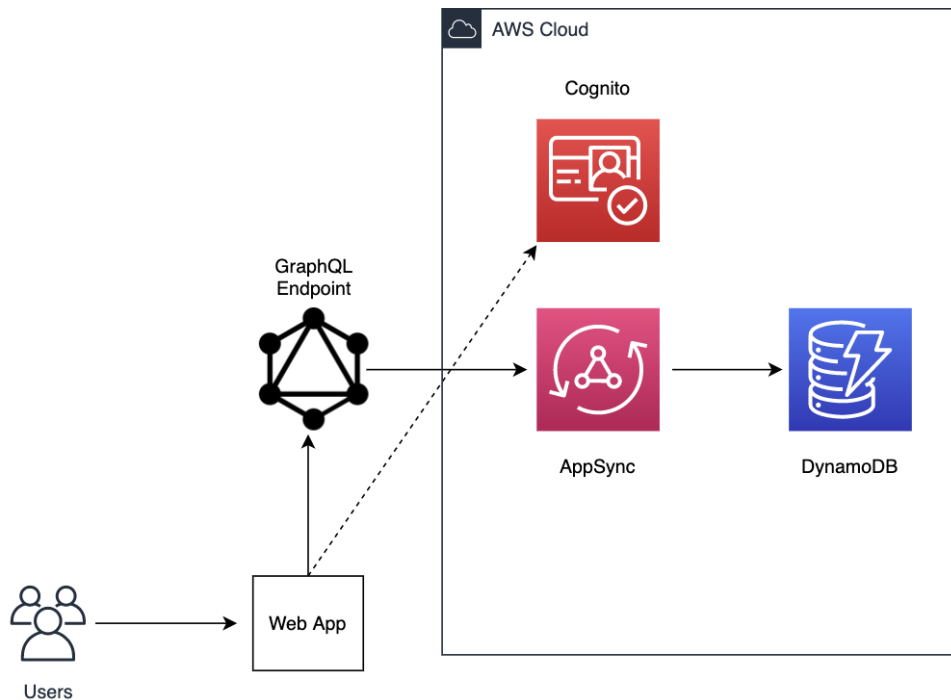 AWS Cloud
Cognito
GraphQL
Endpoint
AppSync
DynamoDB
Web App
Users